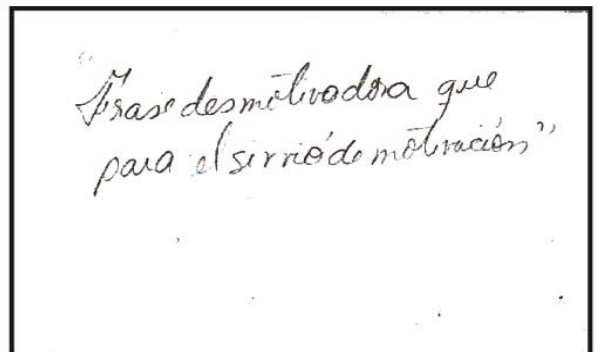 "Frase desmotivadora que
para el sirvió de motivación"